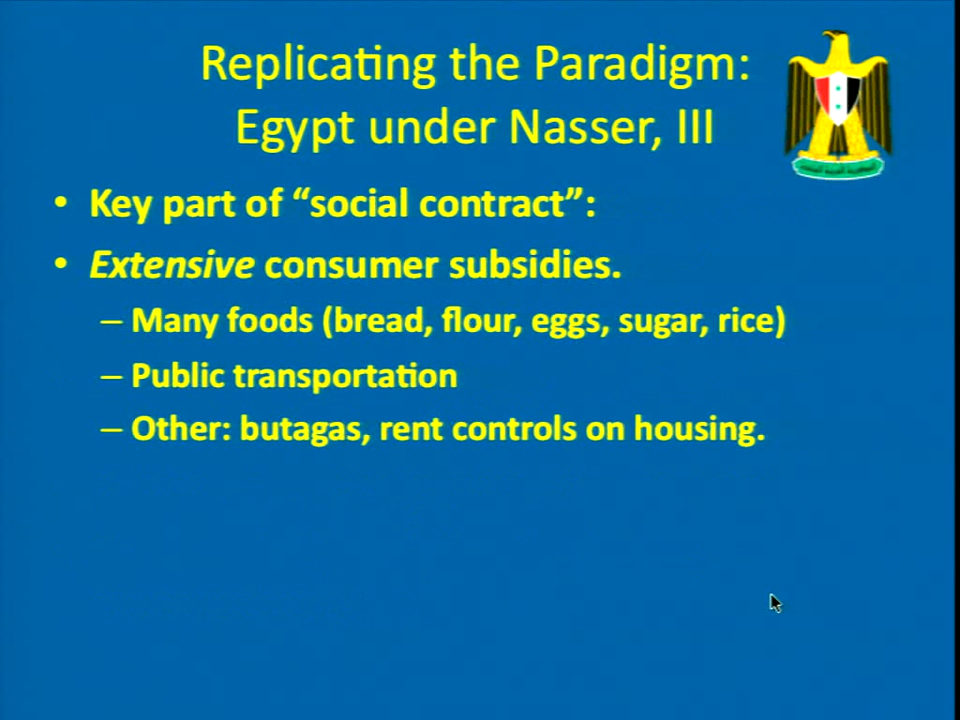 Replicating the Paradigm:
Egypt under Nasser, III
• Key part of “social contract”:
• Extensive consumer subsidies.
– Many foods (bread, flour, eggs, sugar, rice)
– Public transportation
– Other: butagas, rent controls on housing.